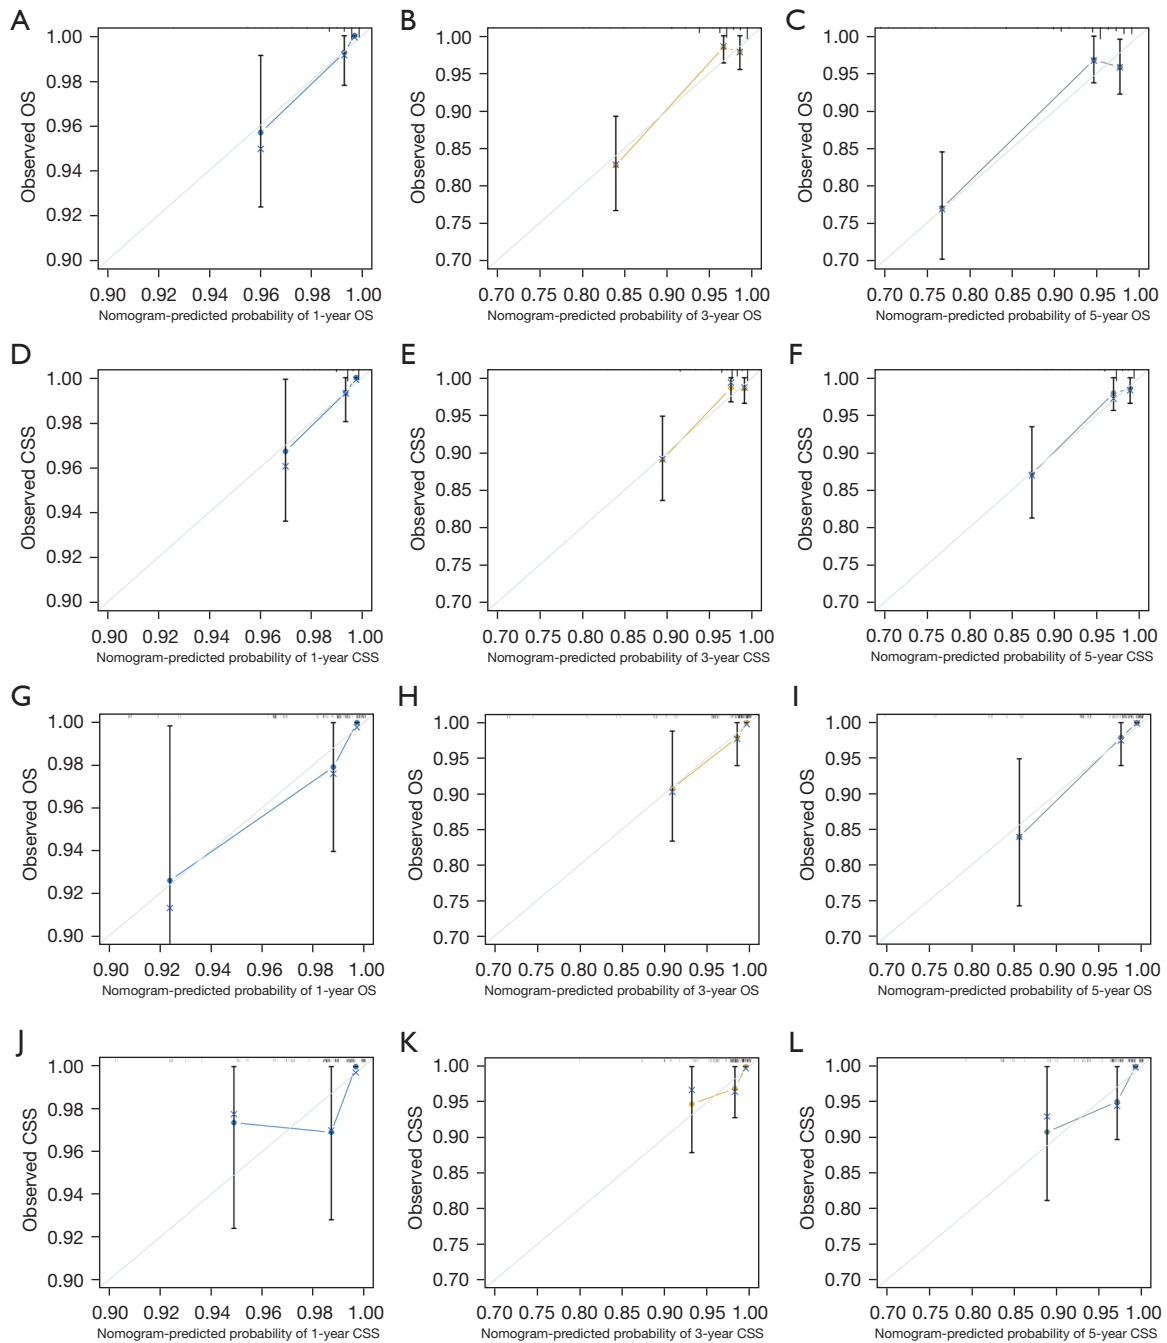 A
1.00
0.98
0.96
0.94
0.92
0.90
Observed OS
0.90 0.92 0.94 0.96 0.98 1.00
Nomogram-predicted probability of 1-year OS
B
1.00
0.95
0.90
0.85
0.80
0.75
0.70
Observed OS
0.70 0.75 0.80 0.85 0.90 0.95 1.00
Nomogram-predicted probability of 3-year OS
C
1.00
0.95
0.90
0.85
0.80
0.75
0.70
Observed OS
0.70 0.75 0.80 0.85 0.90 0.95 1.00
Nomogram-predicted probability of 5-year OS
D
1.00
0.98
0.96
0.94
0.92
0.90
Observed CSS
0.90 0.92 0.94 0.96 0.98 1.00
Nomogram-predicted probability of 1-year CSS
E
1.00
0.95
0.90
0.85
0.80
0.75
0.70
Observed CSS
0.70 0.75 0.80 0.85 0.90 0.95 1.00
Nomogram-predicted probability of 3-year CSS
F
1.00
0.95
0.90
0.85
0.80
0.75
0.70
Observed CSS
0.70 0.75 0.80 0.85 0.90 0.95 1.00
Nomogram-predicted probability of 5-year CSS
G
1.00
0.98
0.96
0.94
0.92
0.90
Observed OS
0.90 0.92 0.94 0.96 0.98 1.00
Nomogram-predicted probability of 1-year OS
H
1.00
0.95
0.90
0.85
0.80
0.75
0.70
Observed OS
0.70 0.75 0.80 0.85 0.90 0.95 1.00
Nomogram-predicted probability of 3-year OS
I
1.00
0.95
0.90
0.85
0.80
0.75
0.70
Observed OS
0.70 0.75 0.80 0.85 0.90 0.95 1.00
Nomogram-predicted probability of 5-year OS
J
1.00
0.98
0.96
0.94
0.92
0.90
Observed CSS
0.90 0.92 0.94 0.96 0.98 1.00
Nomogram-predicted probability of 1-year CSS
K
1.00
0.95
0.90
0.85
0.80
0.75
0.70
Observed CSS
0.70 0.75 0.80 0.85 0.90 0.95 1.00
Nomogram-predicted probability of 3-year CSS
L
1.00
0.95
0.90
0.85
0.80
0.75
0.70
Observed CSS
0.70 0.75 0.80 0.85 0.90 0.95 1.00
Nomogram-predicted probability of 5-year CSS